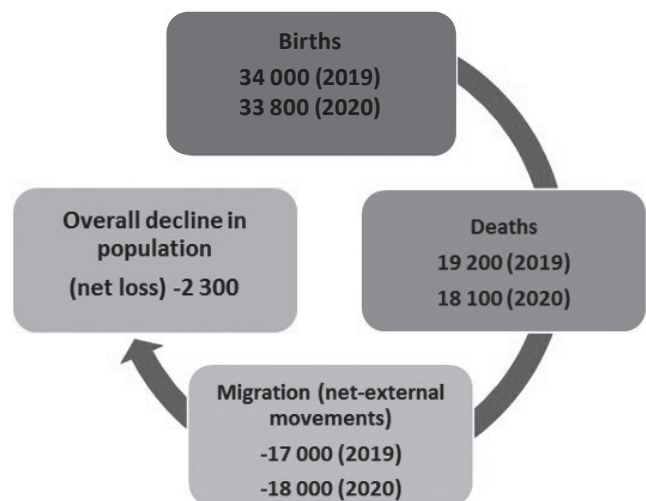 Births
34 000 (2019)
33 800 (2020)
Deaths
19 200 (2019)
18 100 (2020)
Migration (net-external
movements)
-17 000 (2019)
-18 000 (2020)
Overall decline in
population
(net loss) -2 300